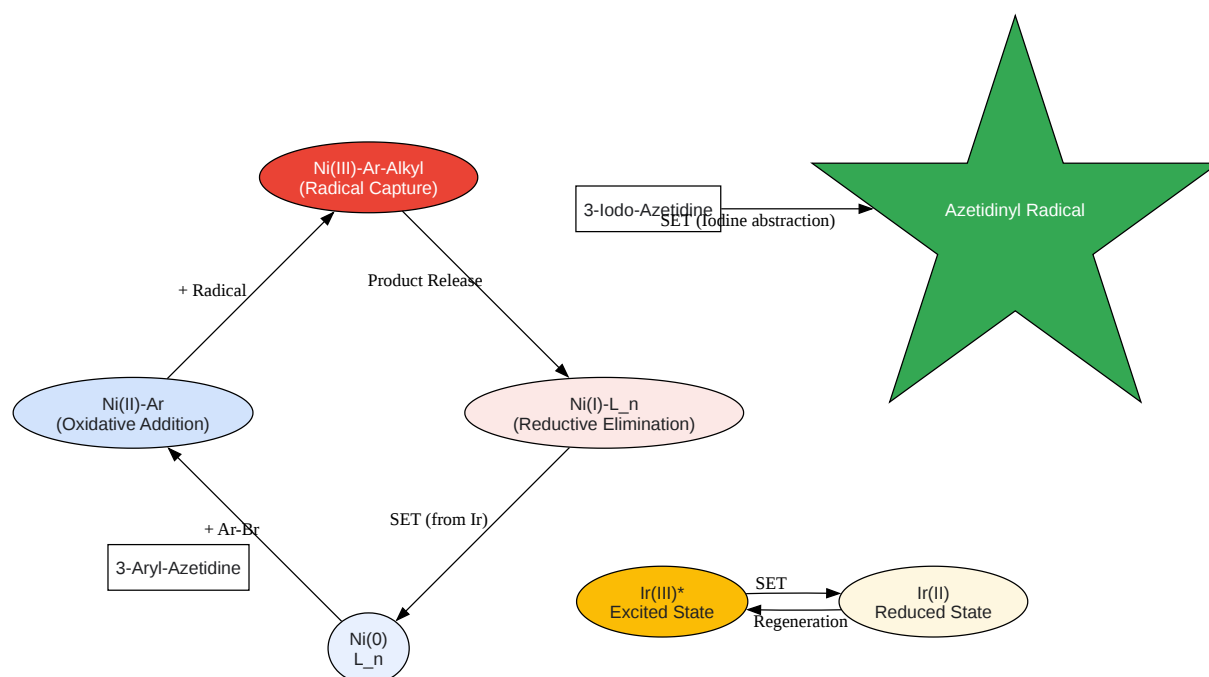 Ni(III)-Ar-Alkyl
(Radical Capture)
3-Iodo-Azetidine
SET (Iodine abstraction)
Azetidinyl Radical
+ Radical
Product Release
Ni(II)-Ar
(Oxidative Addition)
Ni(I)-L_n
(Reductive Elimination)
+ Ar-Br
SET (from Ir)
3-Aryl-Azetidine
Ir(III)*
Excited State
SET
Regeneration
Ir(II)
Reduced State
Ni(0)
L_n